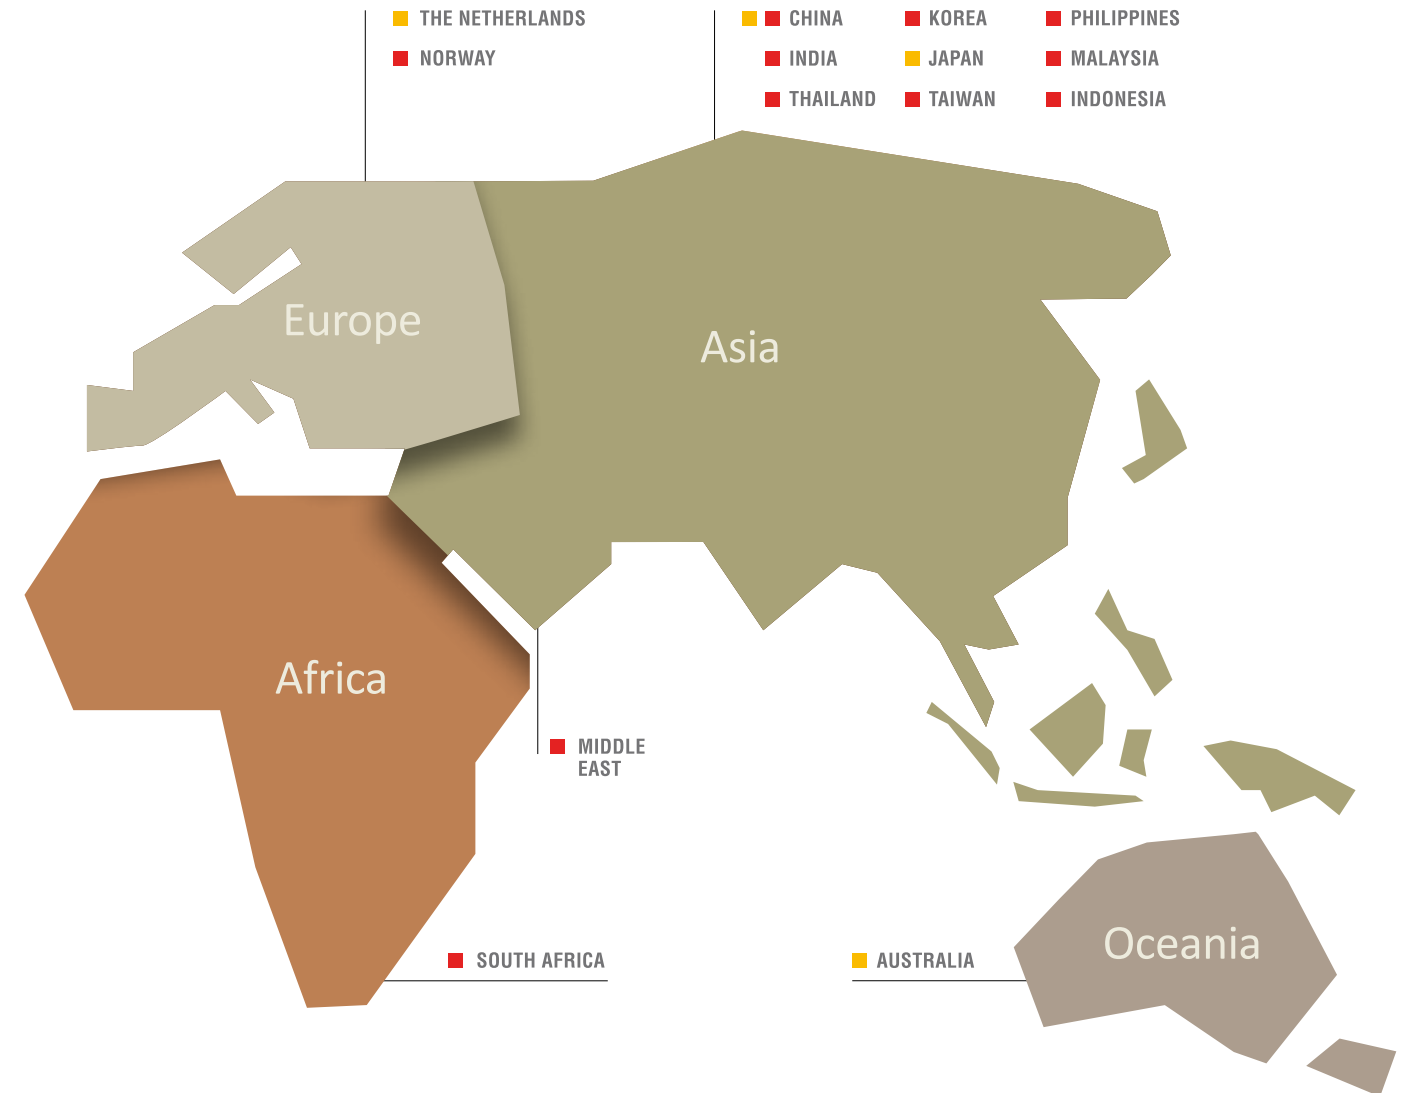 THE NETHERLANDS
NORWAY
CHINA
KOREA
PHILIPPINES
INDIA
JAPAN
MALAYSIA
THAILAND
TAIWAN
INDONESIA
Europe
Asia
Africa
MIDDLE
EAST
SOUTH AFRICA
AUSTRALIA
Oceania